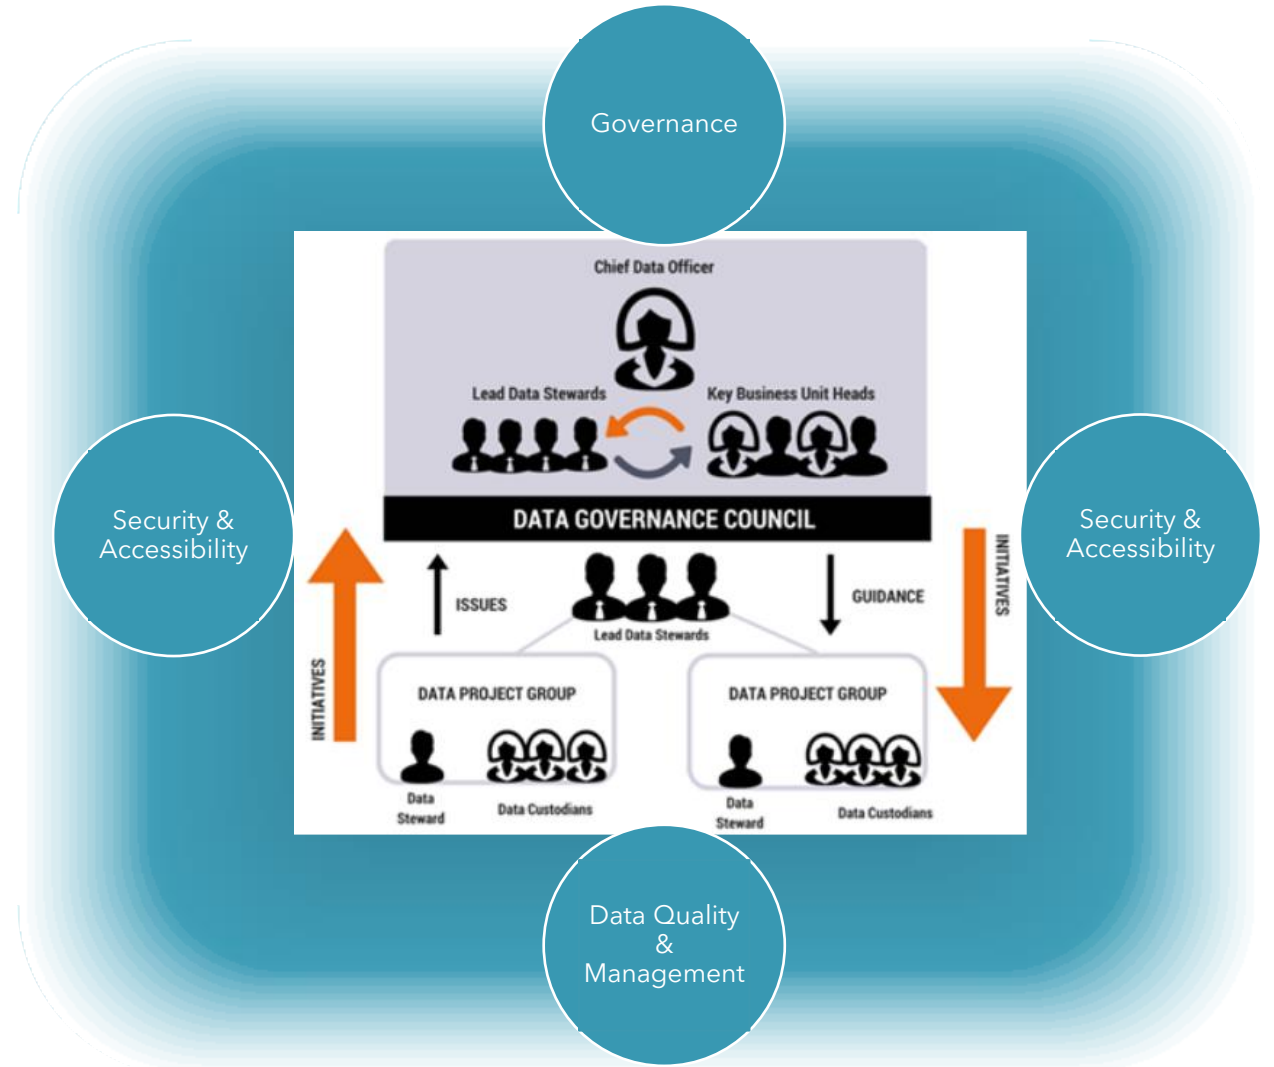 Governance
Chief Data Officer
Lead Data Stewards
Key Business Unit Heads
DATA GOVERNANCE COUNCIL
Security &
Accessibility
Security &
Accessibility
INITIATIVES
ISSUES
GUIDANCE
INITIATIVES
Lead Data Stewards
DATA PROJECT GROUP
DATA PROJECT GROUP
Data
Steward
Data Custodians
Data
Steward
Data Custodians
Data Quality
&
Management